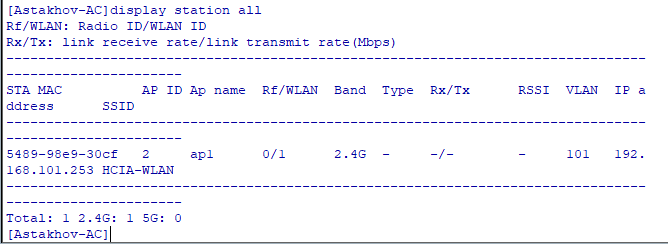 [Astakhov-AC]display station all
Rf/WLAN: Radio ID/WLAN ID
Rx/Tx: link receive rate/link transmit rate(Mbps)
--------------------------------------------------------------------------------
----------------------
STA MAC          AP ID Ap name  Rf/WLAN  Band  Type  Rx/Tx      RSSI  VLAN  IP a
ddress      SSID
--------------------------------------------------------------------------------
----------------------
5489-98e9-30cf   2     ap1      0/1      2.4G  -     -/-        -     101   192.
168.101.253 HCIA-WLAN
--------------------------------------------------------------------------------
----------------------
Total: 1 2.4G: 1 5G: 0
[Astakhov-AC]